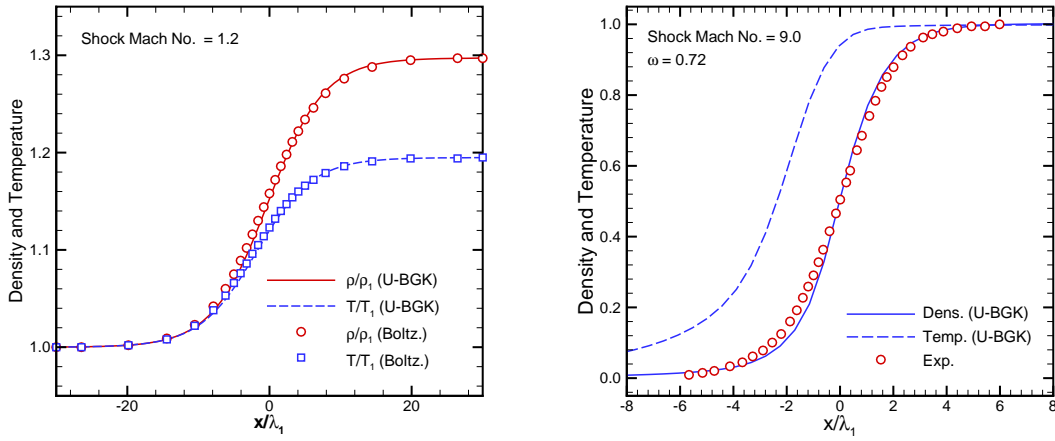 Shock Mach No. = 1.2
Density and Temperature
1.3
1.2
1.1
1.0
ρ/ρ₁ (U-BGK)
T/T₁ (U-BGK)
ρ/ρ₁ (Boltz.)
T/T₁ (Boltz.)
-20
0
20
x/λ₁
Shock Mach No. = 9.0
ω = 0.72
Density and Temperature
1.0
0.8
0.6
0.4
0.2
0.0
Dens. (U-BGK)
Temp. (U-BGK)
Exp.
-8
-6
-4
-2
0
2
4
6
8
x/λ₁